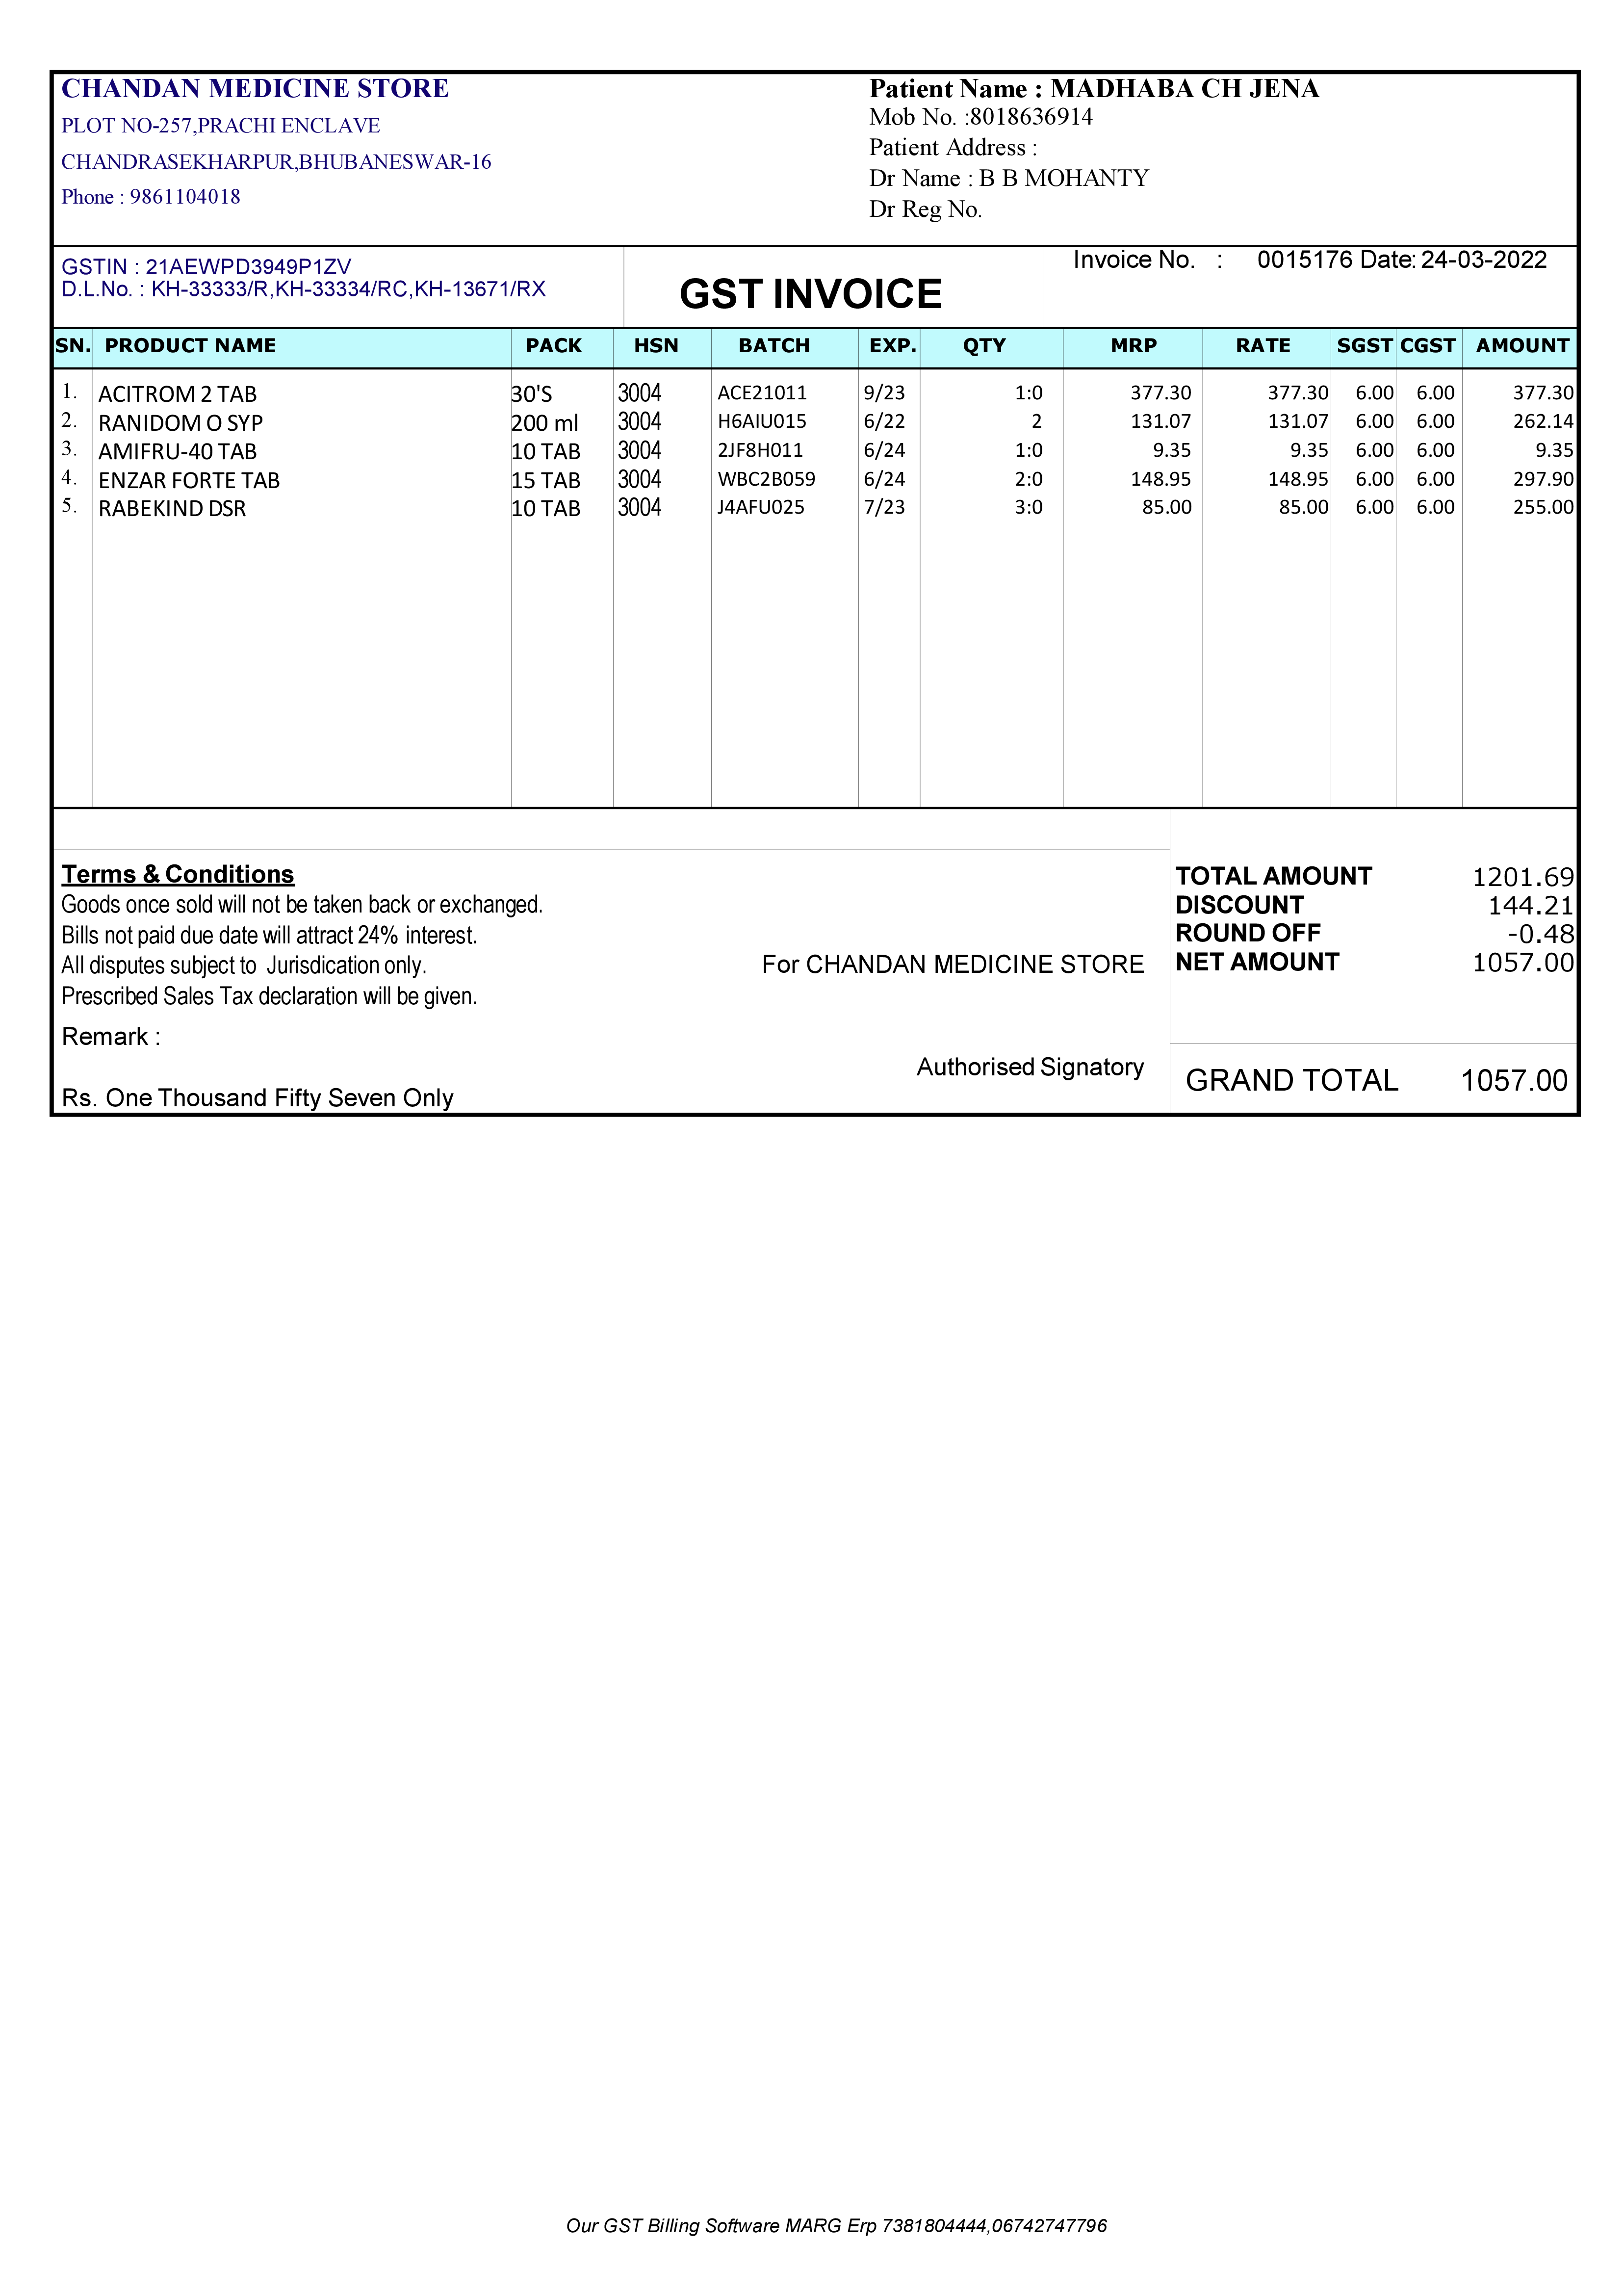 CHANDAN MEDICINE STORE
PLOT NO-257,PRACHI ENCLAVE
CHANDRASEKHARPUR,BHUBANESWAR-16
Phone : 9861104018
Patient Name : MADHABA CH JENA
Mob No. :8018636914
Patient Address :
Dr Name : B B MOHANTY
Dr Reg No.
GSTIN : 21AEWPD3949P1ZV
D.L.No. : KH-33333/R,KH-33334/RC,KH-13671/RX
GST INVOICE
Invoice No. : 0015176 Date: 24-03-2022
SN. PRODUCT NAME PACK HSN BATCH EXP. QTY MRP RATE SGST CGST AMOUNT
1. ACITROM 2 TAB 30'S 3004 ACE21011 9/23 1:0 377.30 377.30 6.00 6.00 377.30
2. RANIDOM O SYP 200 ml 3004 H6AIU015 6/22 2 131.07 131.07 6.00 6.00 262.14
3. AMIFRU-40 TAB 10 TAB 3004 2JF8H011 6/24 1:0 9.35 9.35 6.00 6.00 9.35
4. ENZAR FORTE TAB 15 TAB 3004 WBC2B059 6/24 2:0 148.95 148.95 6.00 6.00 297.90
5. RABEKIND DSR 10 TAB 3004 J4AFU025 7/23 3:0 85.00 85.00 6.00 6.00 255.00
Terms & Conditions
Goods once sold will not be taken back or exchanged.
Bills not paid due date will attract 24% interest.
All disputes subject to Jurisdication only.
Prescribed Sales Tax declaration will be given.
Remark :
Rs. One Thousand Fifty Seven Only
For CHANDAN MEDICINE STORE
Authorised Signatory
TOTAL AMOUNT 1201.69
DISCOUNT 144.21
ROUND OFF -0.48
NET AMOUNT 1057.00
GRAND TOTAL 1057.00
Our GST Billing Software MARG Erp 7381804444,06742747796